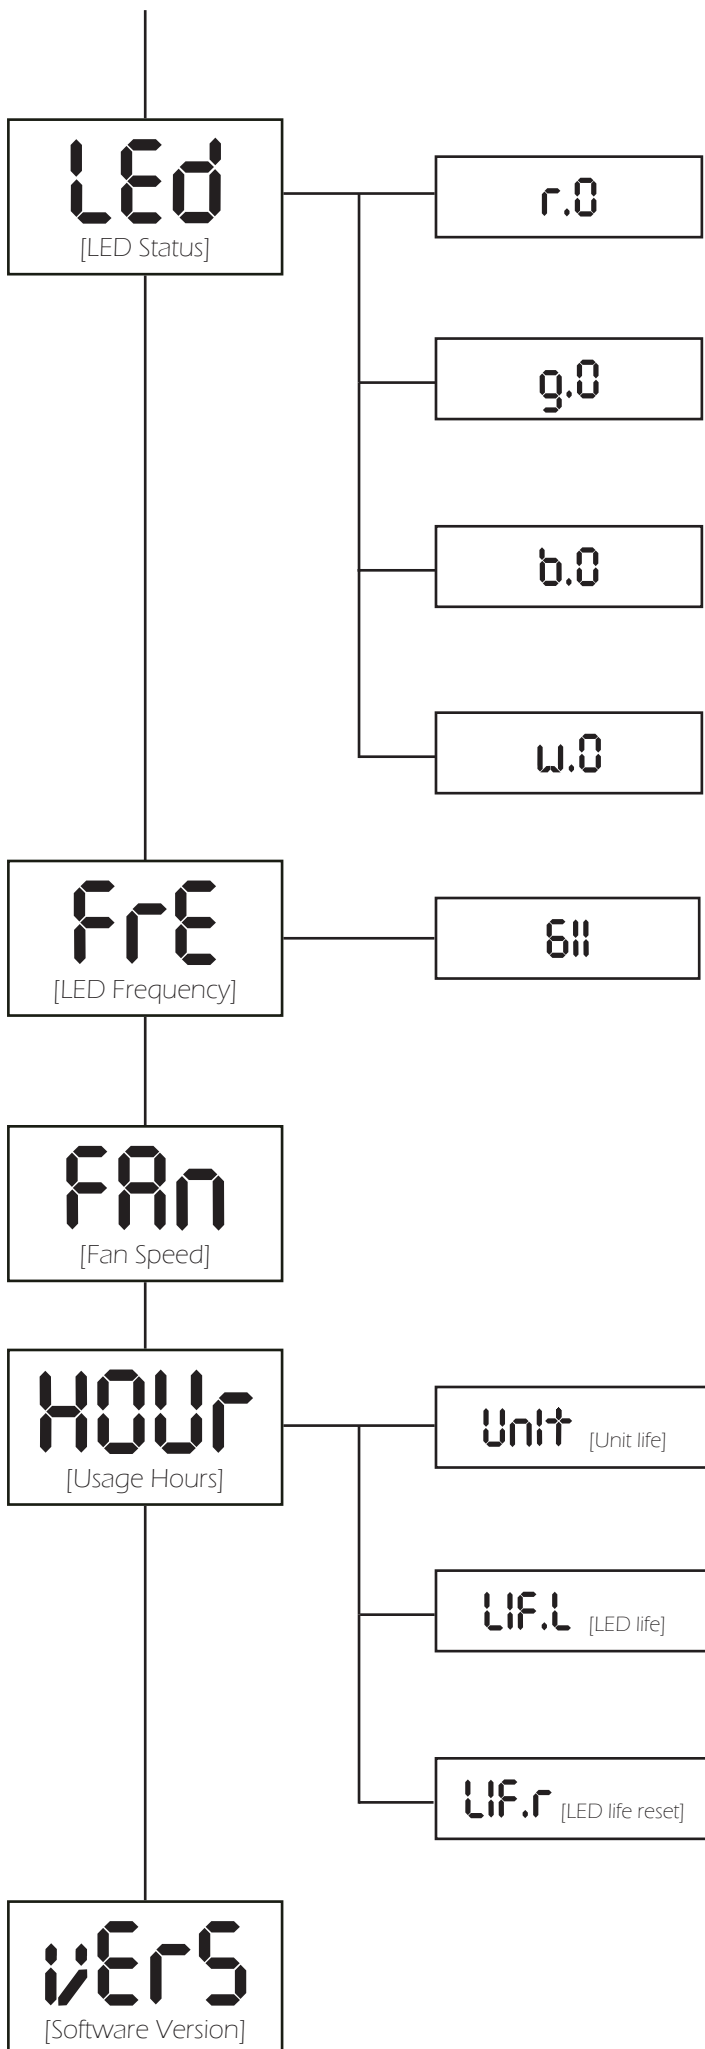 LEd
[LED Status]
r.0
g.0
b.0
w.0
FrE
[LED Frequency]
611
FAn
[Fan Speed]
HOUr
[Usage Hours]
UnIt [Unit life]
LIF.L [LED life]
LIF.r [LED life reset]
vErS
[Software Version]